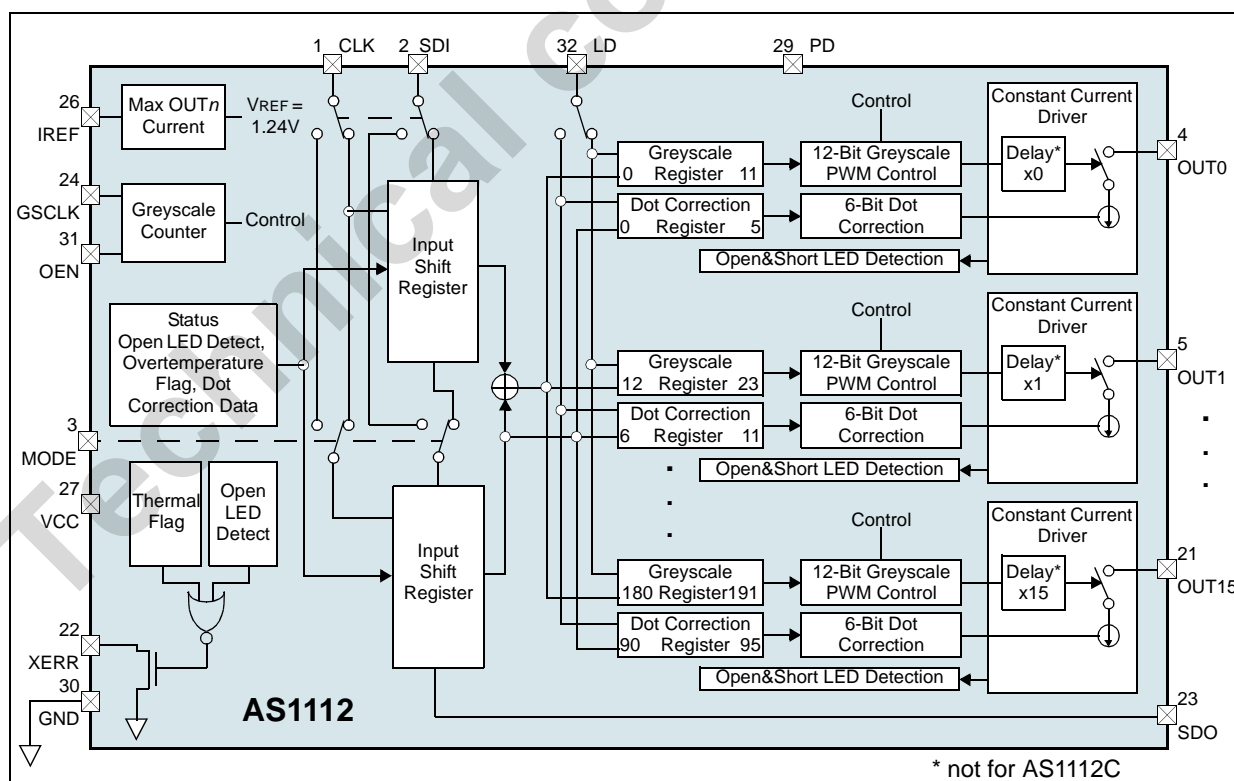 1 CLK
2 SDI
32 LD
29 PD
26
IREF
Max OUTn
Current
VREF =
1.24V
24
GSCLK
31
OEN
Greyscale
Counter
Control
Status
Open LED Detect,
Overtemperature
Flag, Dot
Correction Data
3
MODE
27
VCC
Thermal
Flag
Open
LED
Detect
22
XERR
30
GND
AS1112
Input
Shift
Register
Input
Shift
Register
Greyscale
0 Register 11
Dot Correction
0 Register 5
Control
12-Bit Greyscale
PWM Control
6-Bit Dot
Correction
Open&Short LED Detection
Constant Current
Driver
Delay*
x0
4
OUT0
Greyscale
12 Register 23
Dot Correction
6 Register 11
Control
12-Bit Greyscale
PWM Control
6-Bit Dot
Correction
Open&Short LED Detection
Constant Current
Driver
Delay*
x1
5
OUT1
Greyscale
180 Register191
Dot Correction
90 Register 95
Control
12-Bit Greyscale
PWM Control
6-Bit Dot
Correction
Open&Short LED Detection
Constant Current
Driver
Delay*
x15
21
OUT15
23
SDO
* not for AS1112C
Technical co